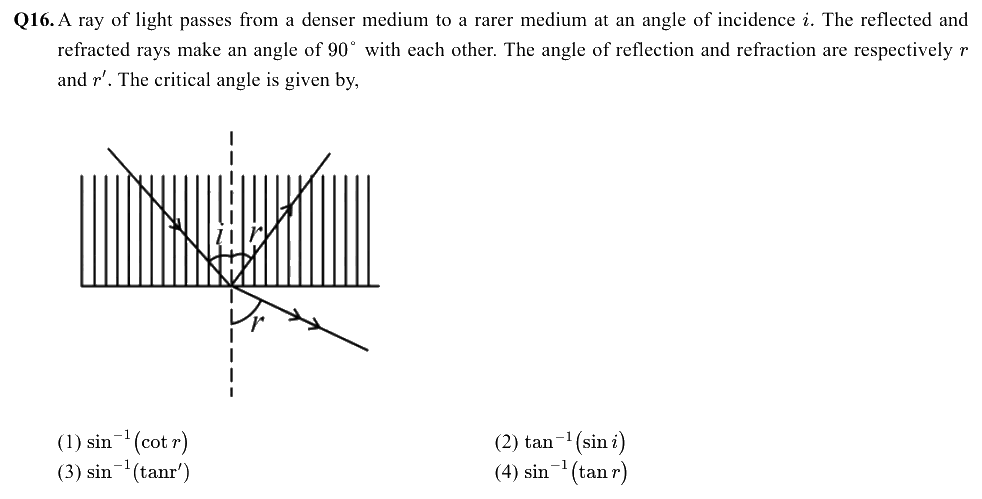 Q16. A ray of light passes from a denser medium to a rarer medium at an angle of incidence i. The reflected and
refracted rays make an angle of 90° with each other. The angle of reflection and refraction are respectively r
and r′. The critical angle is given by,
i r
r
(1) sin⁻¹(cot r) (2) tan⁻¹(sin i)
(3) sin⁻¹(tanr′) (4) sin⁻¹(tan r)